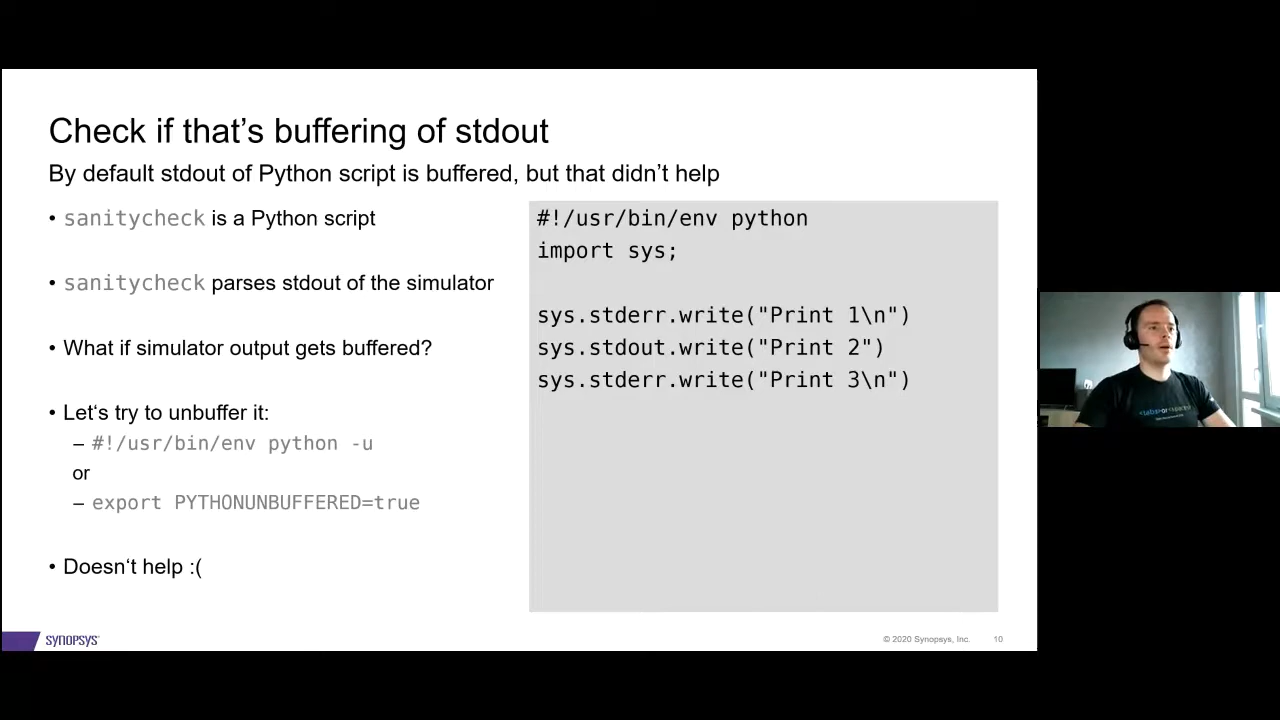 Check if that’s buffering of stdout
By default stdout of Python script is buffered, but that didn’t help
• sanitycheck is a Python script
• sanitycheck parses stdout of the simulator
• What if simulator output gets buffered?
• Let‘s try to unbuffer it:
– #!/usr/bin/env python -u
or
– export PYTHONUNBUFFERED=true
• Doesn‘t help :(
#!/usr/bin/env python
import sys;
sys.stderr.write("Print 1\n")
sys.stdout.write("Print 2")
sys.stderr.write("Print 3\n")
SYNOPSYS
© 2020 Synopsys, Inc. 10